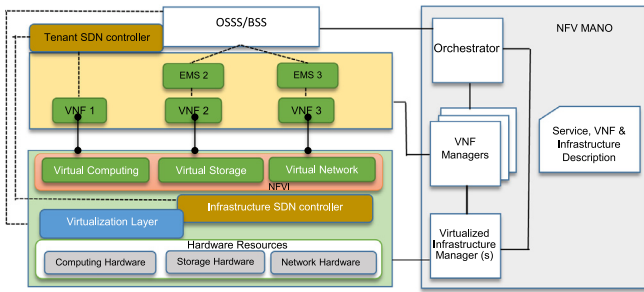 OSSS/BSS
NFV MANO
Tenant SDN controller
Orchestrator
EMS 2
EMS 3
VNF 1
VNF 2
VNF 3
VNF
Managers
Service, VNF &
Infrastructure
Description
Virtual Computing
Virtual Storage
Virtual Network
NFVI
Infrastructure SDN controller
Virtualization Layer
Virtualized
Infrastructure
Manager (s)
Hardware Resources
Computing Hardware
Storage Hardware
Network Hardware